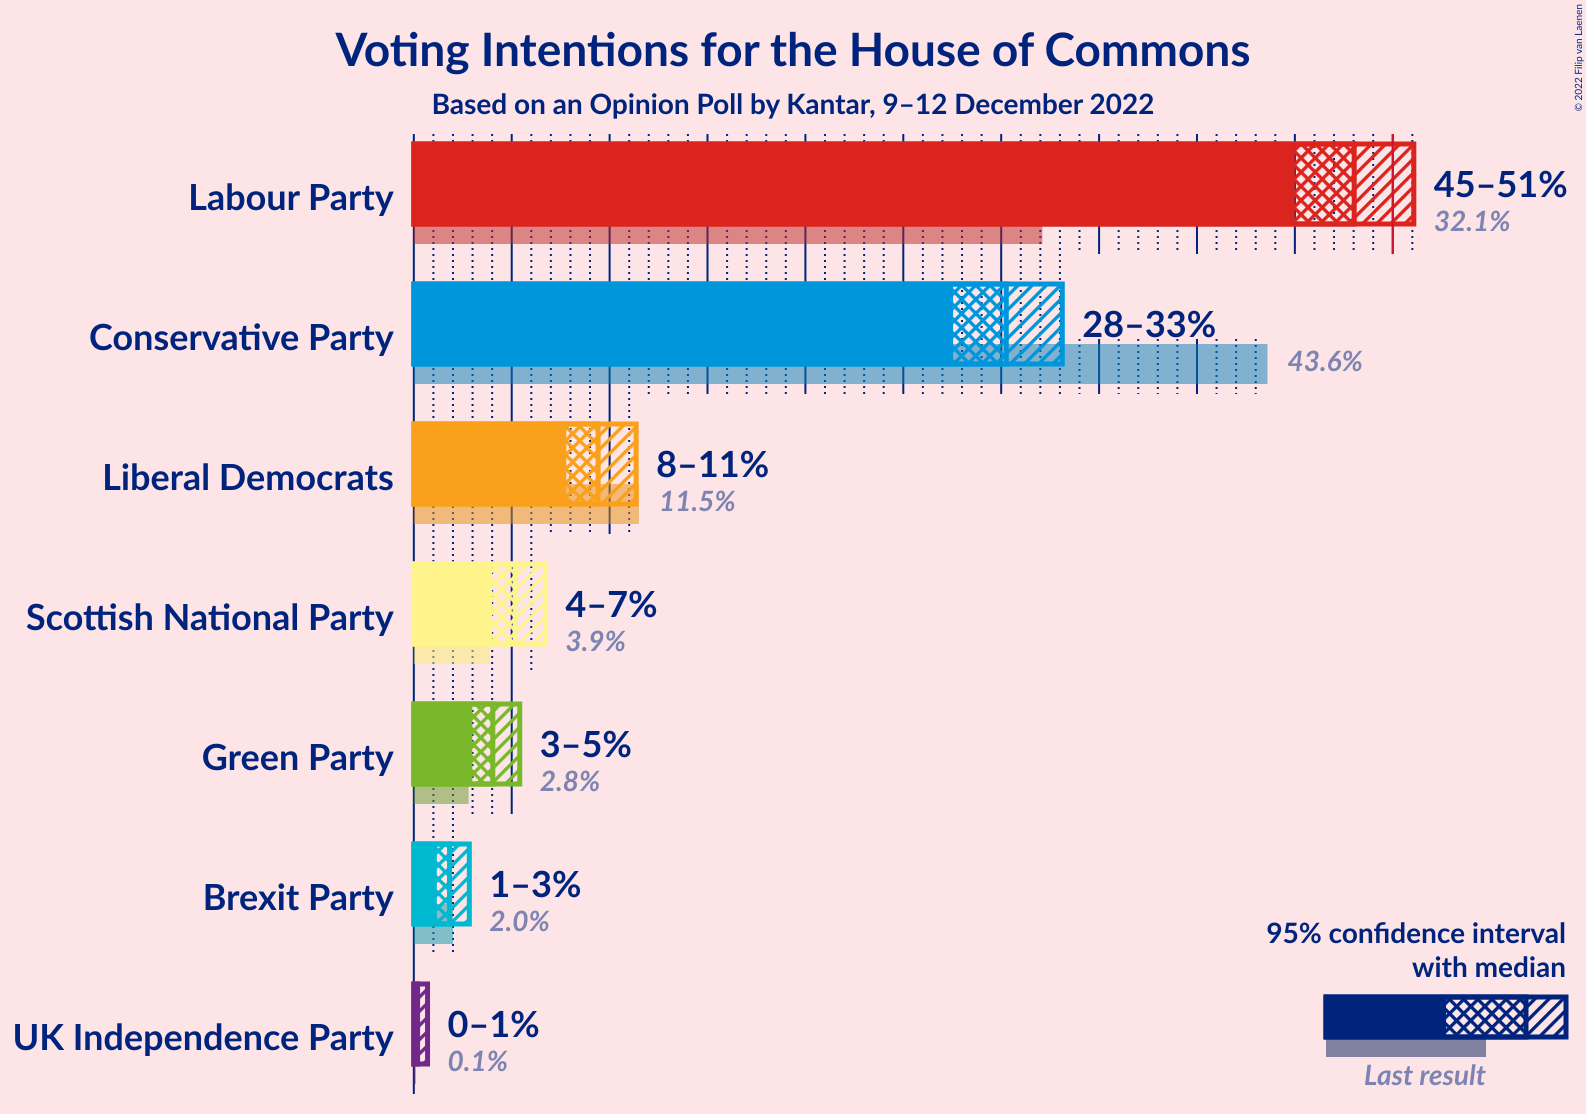 Voting Intentions for the House of Commons
Based on an Opinion Poll by Kantar, 9–12 December 2022
© 2022 Filip van Laenen
Labour Party
45–51%
32.1%
Conservative Party
28–33%
43.6%
Liberal Democrats
8–11%
11.5%
Scottish National Party
4–7%
3.9%
Green Party
3–5%
2.8%
Brexit Party
1–3%
2.0%
UK Independence Party
0–1%
0.1%
95% confidence interval
with median
Last result